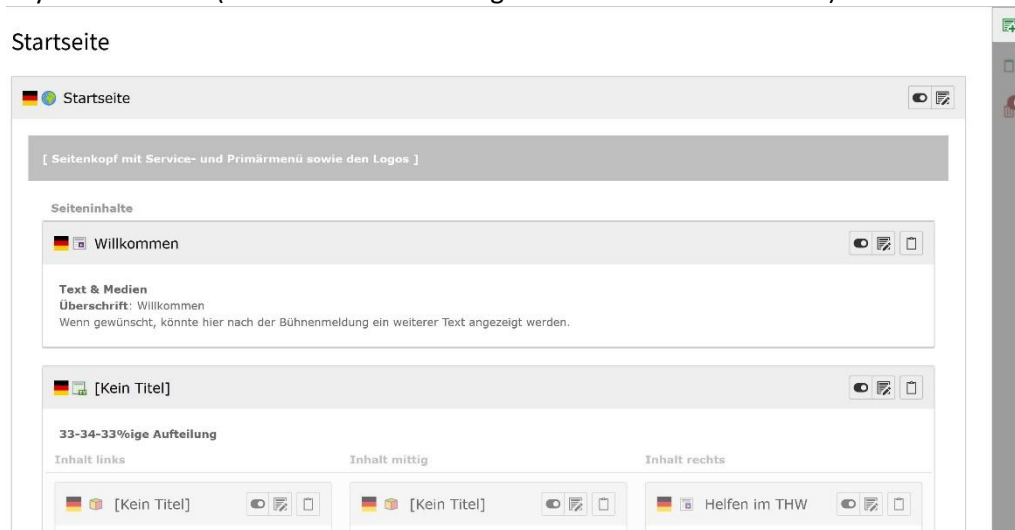 Startseite
Startseite
[ Seitenkopf mit Service- und Primärmenü sowie den Logos ]
Seiteninhalte
Willkommen
Text & Medien
Überschrift: Willkommen
Wenn gewünscht, könnte hier nach der Bühnenmeldung ein weiterer Text angezeigt werden.
[Kein Titel]
33-34-33%ige Aufteilung
Inhalt links Inhalt mittig Inhalt rechts
[Kein Titel] [Kein Titel] Helfen im THW